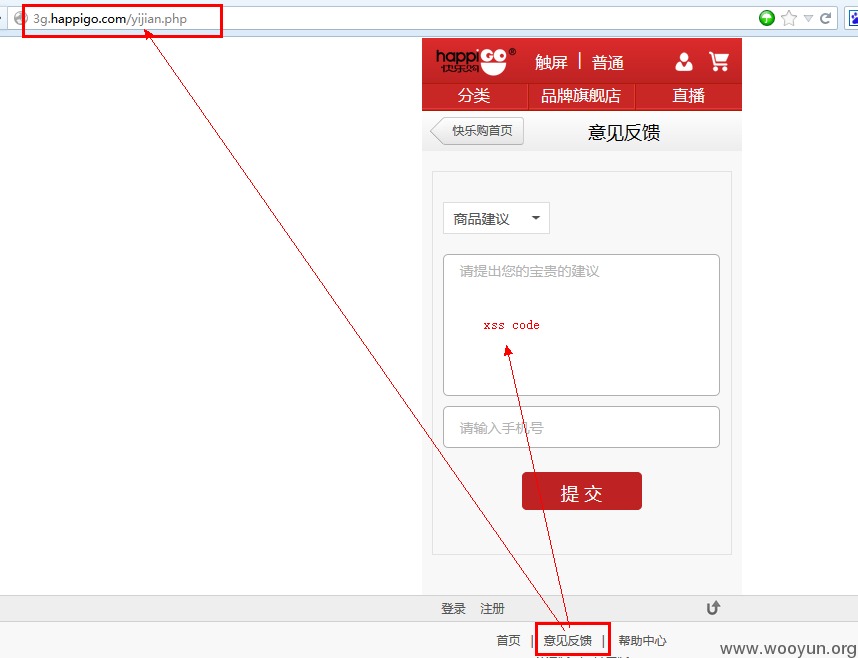 3g.happigo.com/yijian.php
happiGO®
快乐购
触屏 | 普通
分类 品牌旗舰店 直播
快乐购首页 意见反馈
商品建议
请提出您的宝贵的建议
xss code
请输入手机号
提 交
登录 注册
首页 | 意见反馈 | 帮助中心
www.wooyun.org